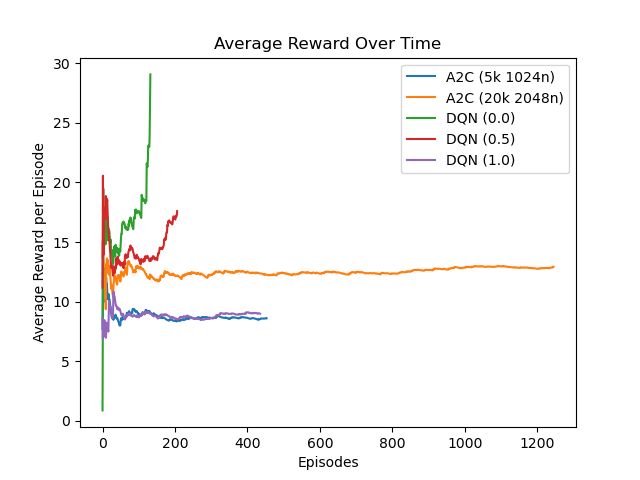 Average Reward Over Time
Average Reward per Episode
30
25
20
15
10
5
0
A2C (5k 1024n)
A2C (20k 2048n)
DQN (0.0)
DQN (0.5)
DQN (1.0)
0 200 400 600 800 1000 1200
Episodes